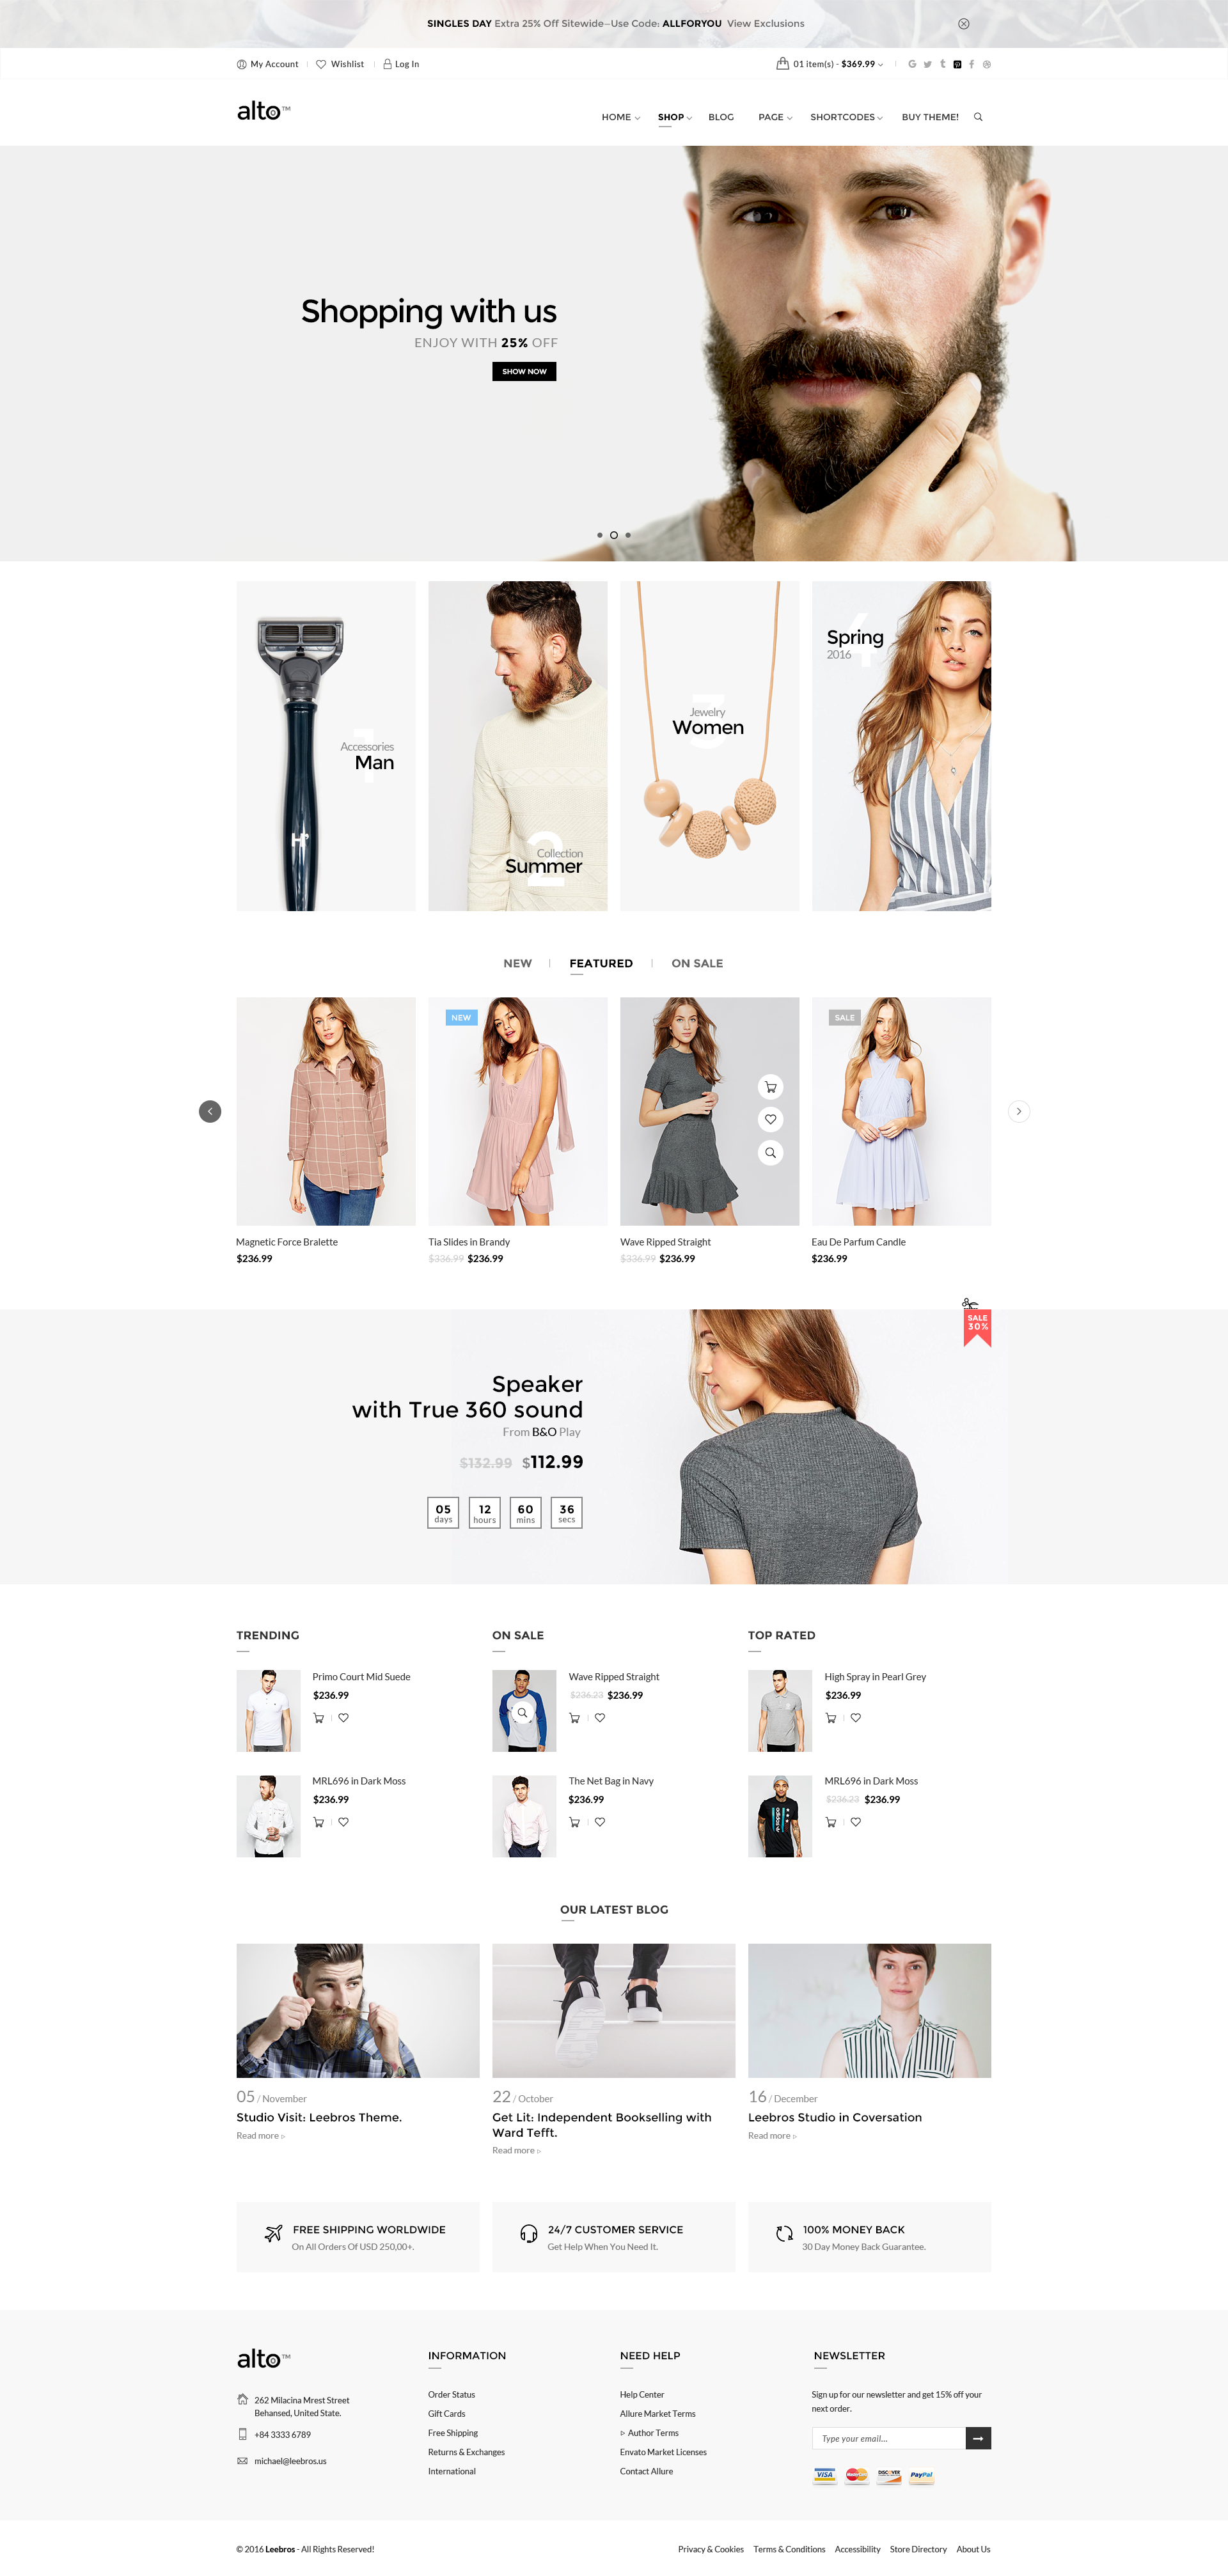 SINGLES DAY Extra 25% Off Sitewide—Use Code: ALLFORYOU View Exclusions
My Account
Wishlist
Log In
01 item(s) - $369.99
alto™
HOME
SHOP
BLOG
PAGE
SHORTCODES
BUY THEME!
Shopping with us
ENJOY WITH 25% OFF
SHOW NOW
1
Accessories
Man
2
Collection
Summer
3
Jewelry
Women
4
Spring
2016
NEW
FEATURED
ON SALE
NEW
SALE
Magnetic Force Bralette
$236.99
Tia Slides in Brandy
$336.99 $236.99
Wave Ripped Straight
$336.99 $236.99
Eau De Parfum Candle
$236.99
SALE
30%
Speaker
with True 360 sound
From B&O Play
$132.99 $112.99
05 days
12 hours
60 mins
36 secs
TRENDING
Primo Court Mid Suede
$236.99
MRL696 in Dark Moss
$236.99
ON SALE
Wave Ripped Straight
$236.23 $236.99
The Net Bag in Navy
$236.99
TOP RATED
High Spray in Pearl Grey
$236.99
adidas
MRL696 in Dark Moss
$236.23 $236.99
OUR LATEST BLOG
05 / November
Studio Visit: Leebros Theme.
Read more
22 / October
Get Lit: Independent Bookselling with
Ward Tefft.
Read more
16 / December
Leebros Studio in Coversation
Read more
FREE SHIPPING WORLDWIDE
On All Orders Of USD 250,00+.
24/7 CUSTOMER SERVICE
Get Help When You Need It.
100% MONEY BACK
30 Day Money Back Guarantee.
alto™
262 Milacina Mrest Street
Behansed, United State.
+84 3333 6789
michael@leebros.us
INFORMATION
Order Status
Gift Cards
Free Shipping
Returns & Exchanges
International
NEED HELP
Help Center
Allure Market Terms
Author Terms
Envato Market Licenses
Contact Allure
NEWSLETTER
Sign up for our newsletter and get 15% off your
next order.
Type your email...
VISA
MasterCard
DISCOVER
PayPal
© 2016 Leebros - All Rights Reserved!
Privacy & Cookies
Terms & Conditions
Accessibility
Store Directory
About Us